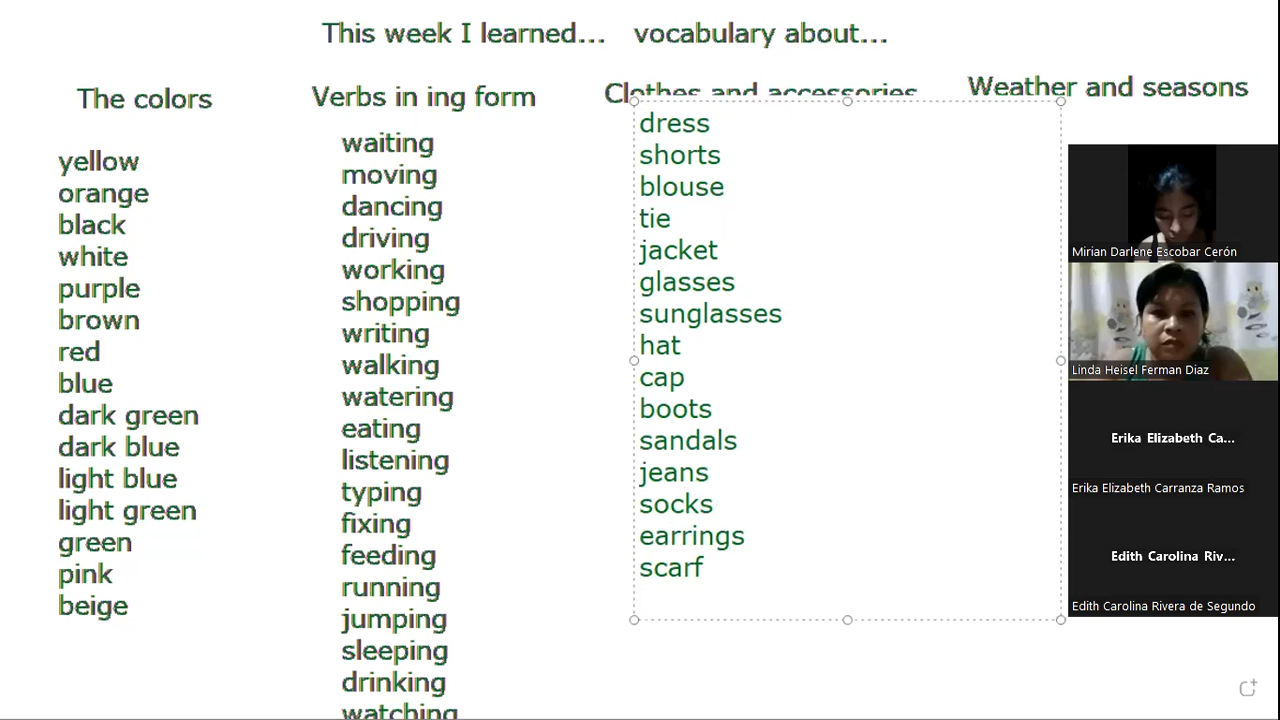 This week I learned... vocabulary about...
The colors
yellow
orange
black
white
purple
brown
red
blue
dark green
dark blue
light blue
light green
green
pink
beige
Verbs in ing form
waiting
moving
dancing
driving
working
shopping
writing
walking
watering
eating
listening
typing
fixing
feeding
running
jumping
sleeping
drinking
watching
Clothes and accessories
dress
shorts
blouse
tie
jacket
glasses
sunglasses
hat
cap
boots
sandals
jeans
socks
earrings
scarf
Weather and seasons
Mirian Darlene Escobar Cerón
Linda Heisel Ferman Diaz
Erika Elizabeth Ca...
Erika Elizabeth Carranza Ramos
Edith Carolina Riv...
Edith Carolina Rivera de Segundo